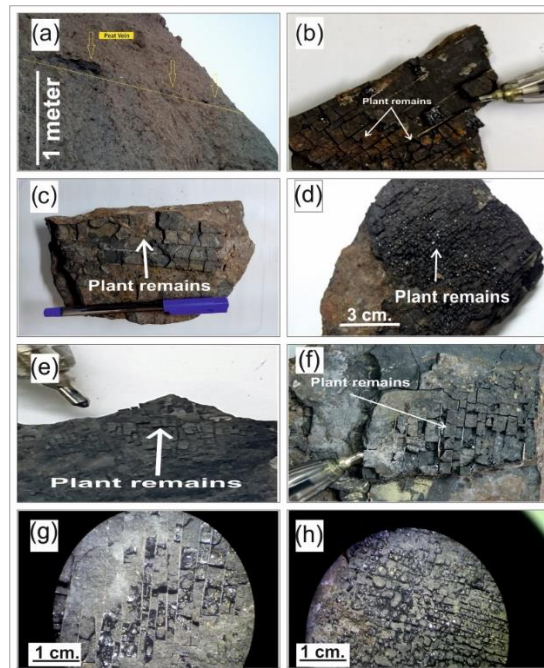 (a)
Peat Vein
1 meter
(b)
Plant remains
(c)
Plant remains
(d)
Plant remains
3 cm.
(e)
Plant remains
(f)
Plant remains
(g)
1 cm.
(h)
1 cm.